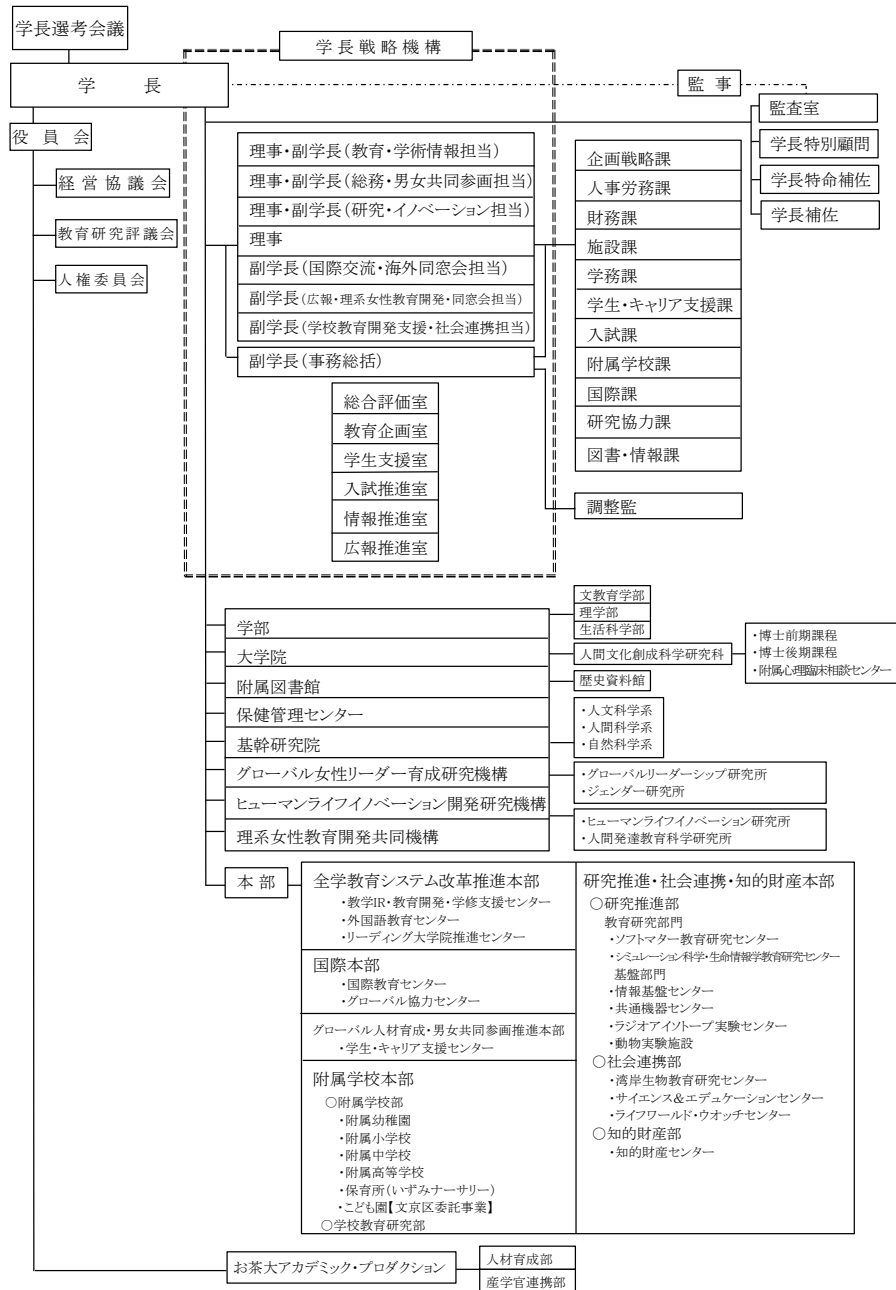 学長選考会議
学長戦略機構
学長
監事
役員会
経営協議会
教育研究評議会
人権委員会
監査室
学長特別顧問
学長特命補佐
学長補佐
理事・副学長(教育・学術情報担当)
理事・副学長(総務・男女共同参画担当)
理事・副学長(研究・イノベーション担当)
理事
副学長(国際交流・海外同窓会担当)
副学長(広報・理系女性教育開発・同窓会担当)
副学長(学校教育開発支援・社会連携担当)
副学長(事務総括)
企画戦略課
人事労務課
財務課
施設課
学務課
学生・キャリア支援課
入試課
附属学校課
国際課
研究協力課
図書・情報課
調整監
総合評価室
教育企画室
学生支援室
入試推進室
情報推進室
広報推進室
学部
文教育学部
理学部
生活科学部
大学院
人間文化創成科学研究科
・博士前期課程
・博士後期課程
・附属心理臨床相談センター
附属図書館
歴史資料館
保健管理センター
基幹研究院
・人文科学系
・人間科学系
・自然科学系
グローバル女性リーダー育成研究機構
・グローバルリーダーシップ研究所
・ジェンダー研究所
ヒューマンライフイノベーション開発研究機構
・ヒューマンライフイノベーション研究所
・人間発達教育科学研究所
理系女性教育開発共同機構
本部
全学教育システム改革推進本部
・教学IR・教育開発・学修支援センター
・外国語教育センター
・リーディング大学院推進センター
国際本部
・国際教育センター
・グローバル協力センター
グローバル人材育成・男女共同参画推進本部
・学生・キャリア支援センター
附属学校本部
○附属学校部
・附属幼稚園
・附属小学校
・附属中学校
・附属高等学校
・保育所(いずみナーサリー)
・こども園【文京区委託事業】
○学校教育研究部
研究推進・社会連携・知的財産本部
○研究推進部
教育研究部門
・ソフトマター教育研究センター
・シミュレーション科学・生命情報学教育研究センター
基盤部門
・情報基盤センター
・共通機器センター
・ラジオアイソトープ実験センター
・動物実験施設
○社会連携部
・湾岸生物教育研究センター
・サイエンス&エデュケーションセンター
・ライフワールド・ウオッチセンター
○知的財産部
・知的財産センター
お茶大アカデミック・プロダクション
人材育成部
産学官連携部